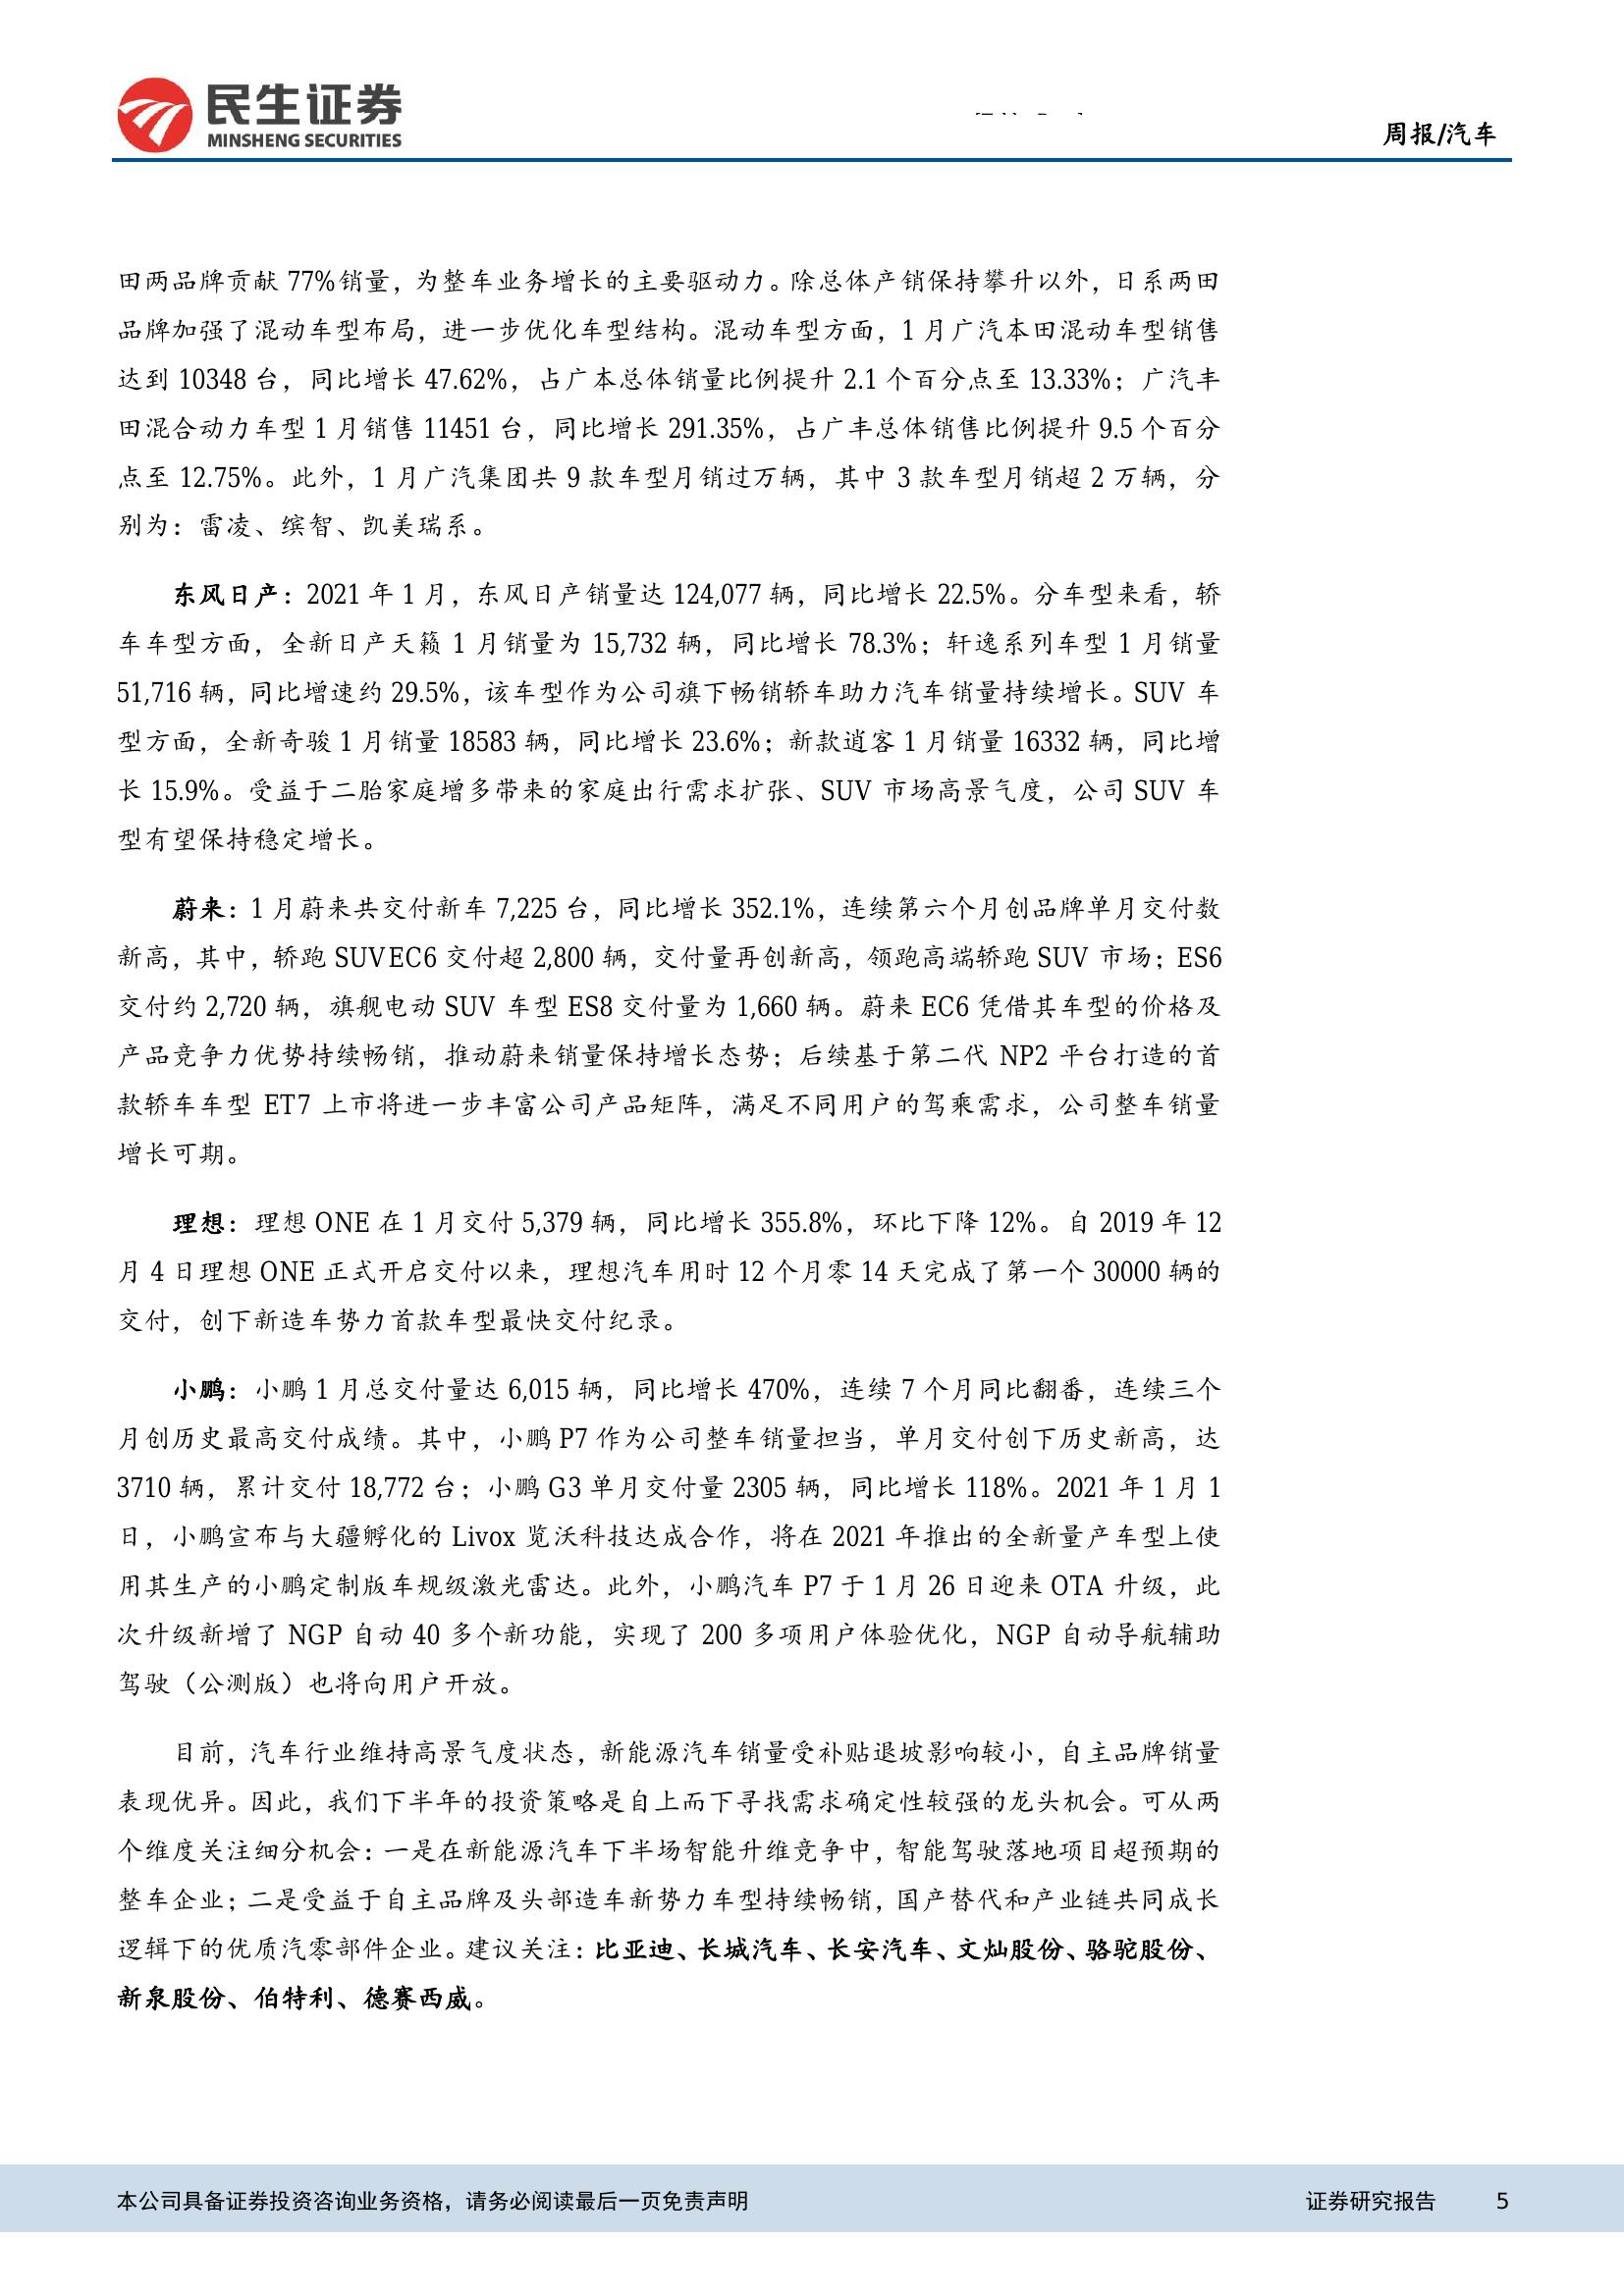 民生证券
MINSHENG SECURITIES
周报/汽车
田两品牌贡献 77%销量，为整车业务增长的主要驱动力。除总体产销保持攀升以外，日系两田
品牌加强了混动车型布局，进一步优化车型结构。混动车型方面，1 月广汽本田混动车型销售
达到 10348 台，同比增长 47.62%，占广本总体销量比例提升 2.1 个百分点至 13.33%；广汽丰
田混合动力车型 1 月销售 11451 台，同比增长 291.35%，占广丰总体销售比例提升 9.5 个百分
点至 12.75%。此外，1 月广汽集团共 9 款车型月销过万辆，其中 3 款车型月销超 2 万辆，分
别为：雷凌、缤智、凯美瑞系。
东风日产：2021 年 1 月，东风日产销量达 124,077 辆，同比增长 22.5%。分车型来看，轿
车车型方面，全新日产天籁 1 月销量为 15,732 辆，同比增长 78.3%；轩逸系列车型 1 月销量
51,716 辆，同比增速约 29.5%，该车型作为公司旗下畅销轿车助力汽车销量持续增长。SUV 车
型方面，全新奇骏 1 月销量 18583 辆，同比增长 23.6%；新款逍客 1 月销量 16332 辆，同比增
长 15.9%。受益于二胎家庭增多带来的家庭出行需求扩张、SUV 市场高景气度，公司 SUV 车
型有望保持稳定增长。
蔚来：1 月蔚来共交付新车 7,225 台，同比增长 352.1%，连续第六个月创品牌单月交付数
新高，其中，轿跑 SUVEC6 交付超 2,800 辆，交付量再创新高，领跑高端轿跑 SUV 市场；ES6
交付约 2,720 辆，旗舰电动 SUV 车型 ES8 交付量为 1,660 辆。蔚来 EC6 凭借其车型的价格及
产品竞争力优势持续畅销，推动蔚来销量保持增长态势；后续基于第二代 NP2 平台打造的首
款轿车车型 ET7 上市将进一步丰富公司产品矩阵，满足不同用户的驾乘需求，公司整车销量
增长可期。
理想：理想 ONE 在 1 月交付 5,379 辆，同比增长 355.8%，环比下降 12%。自 2019 年 12
月 4 日理想 ONE 正式开启交付以来，理想汽车用时 12 个月零 14 天完成了第一个 30000 辆的
交付，创下新造车势力首款车型最快交付纪录。
小鹏：小鹏 1 月总交付量达 6,015 辆，同比增长 470%，连续 7 个月同比翻番，连续三个
月创历史最高交付成绩。其中，小鹏 P7 作为公司整车销量担当，单月交付创下历史新高，达
3710 辆，累计交付 18,772 台；小鹏 G3 单月交付量 2305 辆，同比增长 118%。2021 年 1 月 1
日，小鹏宣布与大疆孵化的 Livox 览沃科技达成合作，将在 2021 年推出的全新量产车型上使
用其生产的小鹏定制版车规级激光雷达。此外，小鹏汽车 P7 于 1 月 26 日迎来 OTA 升级，此
次升级新增了 NGP 自动 40 多个新功能，实现了 200 多项用户体验优化，NGP 自动导航辅助
驾驶（公测版）也将向用户开放。
目前，汽车行业维持高景气度状态，新能源汽车销量受补贴退坡影响较小，自主品牌销量
表现优异。因此，我们下半年的投资策略是自上而下寻找需求确定性较强的龙头机会。可从两
个维度关注细分机会：一是在新能源汽车下半场智能升维竞争中，智能驾驶落地项目超预期的
整车企业；二是受益于自主品牌及头部造车新势力车型持续畅销，国产替代和产业链共同成长
逻辑下的优质汽零部件企业。建议关注：比亚迪、长城汽车、长安汽车、文灿股份、骆驼股份、
新泉股份、伯特利、德赛西威。
本公司具备证券投资咨询业务资格，请务必阅读最后一页免责声明
证券研究报告 5